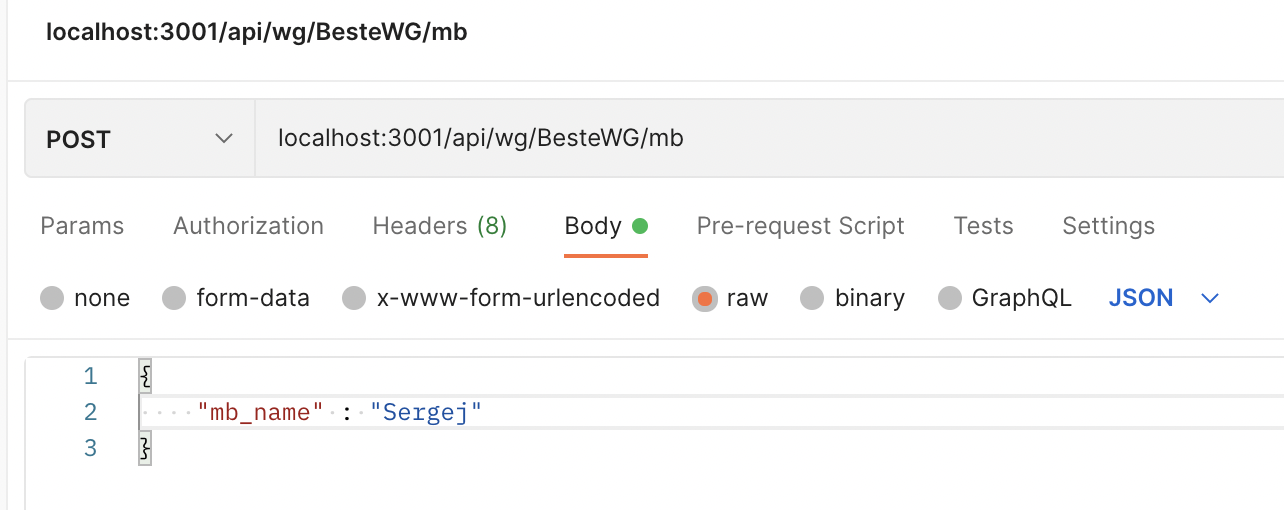 localhost:3001/api/wg/BesteWG/mb
POST localhost:3001/api/wg/BesteWG/mb
Params Authorization Headers (8) Body Pre-request Script Tests Settings
none form-data x-www-form-urlencoded raw binary GraphQL JSON
1 {
2 "mb_name" : "Sergej"
3 }